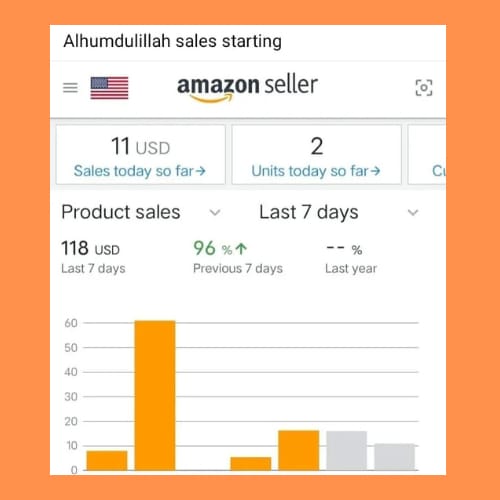 Alhumdulillah sales starting
amazon seller
11 USD
2
Sales today so far→
Units today so far→
Product sales
Last 7 days
118 USD
96 %↑
-- %
Last 7 days
Previous 7 days
Last year
60
50
40
30
20
10
0